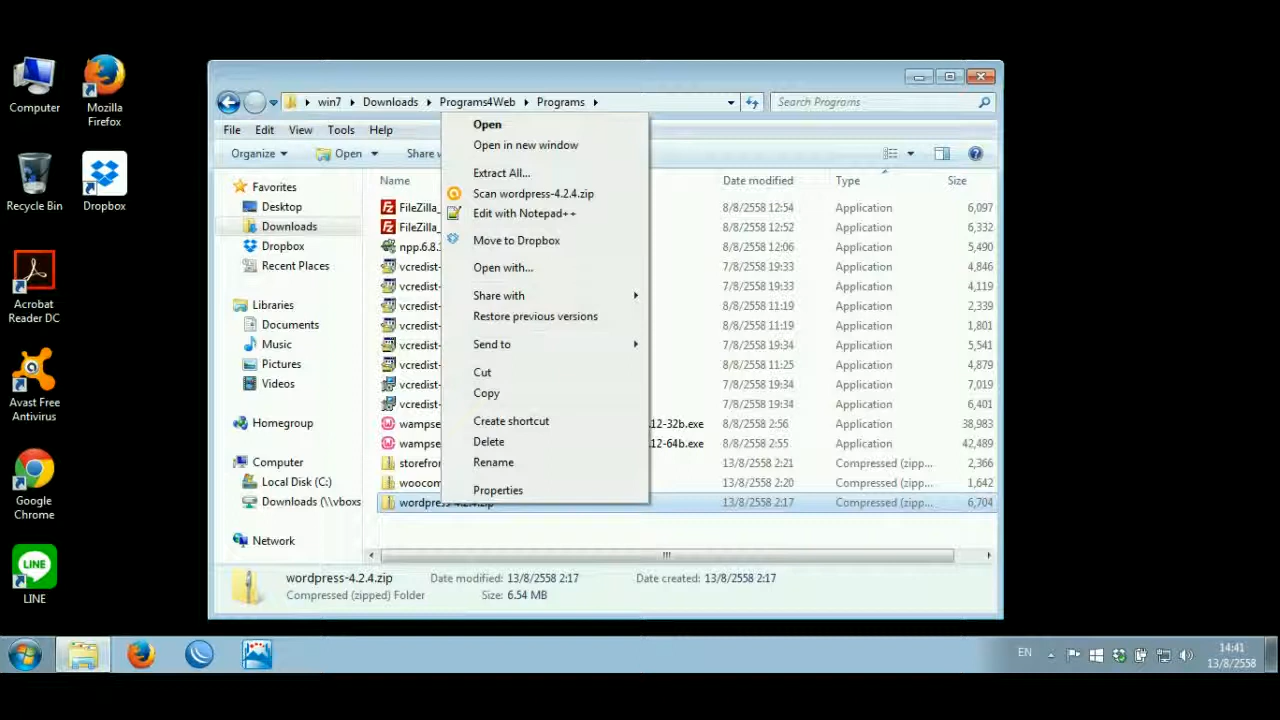 Computer
Mozilla
Firefox
Recycle Bin
Dropbox
Acrobat
Reader DC
Avast Free
Antivirus
Google
Chrome
LINE
LINE
win7 Downloads Programs4Web Programs
Search Programs
File Edit View Tools Help
Organize Open Share w
Favorites
Desktop
Downloads
Dropbox
Recent Places
Libraries
Documents
Music
Pictures
Videos
Homegroup
Computer
Local Disk (C:)
Downloads (\\vboxs
Network
Name Date modified Type Size
FileZilla_ 8/8/2558 12:54 Application 6,097
FileZilla_ 8/8/2558 12:52 Application 6,332
npp.6.8. 8/8/2558 12:06 Application 5,490
vcredist- 7/8/2558 19:33 Application 4,846
vcredist- 7/8/2558 19:33 Application 4,119
vcredist- 8/8/2558 11:19 Application 2,339
vcredist- 8/8/2558 11:19 Application 1,801
vcredist- 7/8/2558 19:34 Application 5,541
vcredist- 8/8/2558 11:25 Application 4,879
vcredist- 7/8/2558 19:34 Application 7,019
vcredist- 7/8/2558 19:34 Application 6,401
wampse .12-32b.exe 8/8/2558 2:56 Application 38,983
wampse 12-64b.exe 8/8/2558 2:55 Application 42,489
storefror 13/8/2558 2:21 Compressed (zipp... 2,366
woocom 13/8/2558 2:20 Compressed (zipp... 1,642
wordpress-4.2.4.zip 13/8/2558 2:17 Compressed (zipp... 6,704
Open
Open in new window
Extract All...
Scan wordpress-4.2.4.zip
Edit with Notepad++
Move to Dropbox
Open with...
Share with
Restore previous versions
Send to
Cut
Copy
Create shortcut
Delete
Rename
Properties
wordpress-4.2.4.zip Date modified: 13/8/2558 2:17 Date created: 13/8/2558 2:17
Compressed (zipped) Folder Size: 6.54 MB
EN
14:41
13/8/2558